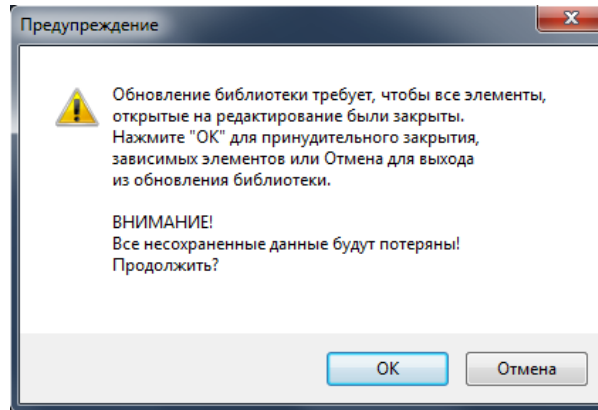 Предупреждение
Обновление библиотеки требует, чтобы все элементы,
открытые на редактирование были закрыты.
Нажмите "ОК" для принудительного закрытия,
зависимых элементов или Отмена для выхода
из обновления библиотеки.
ВНИМАНИЕ!
Все несохраненные данные будут потеряны!
Продолжить?
ОК
Отмена